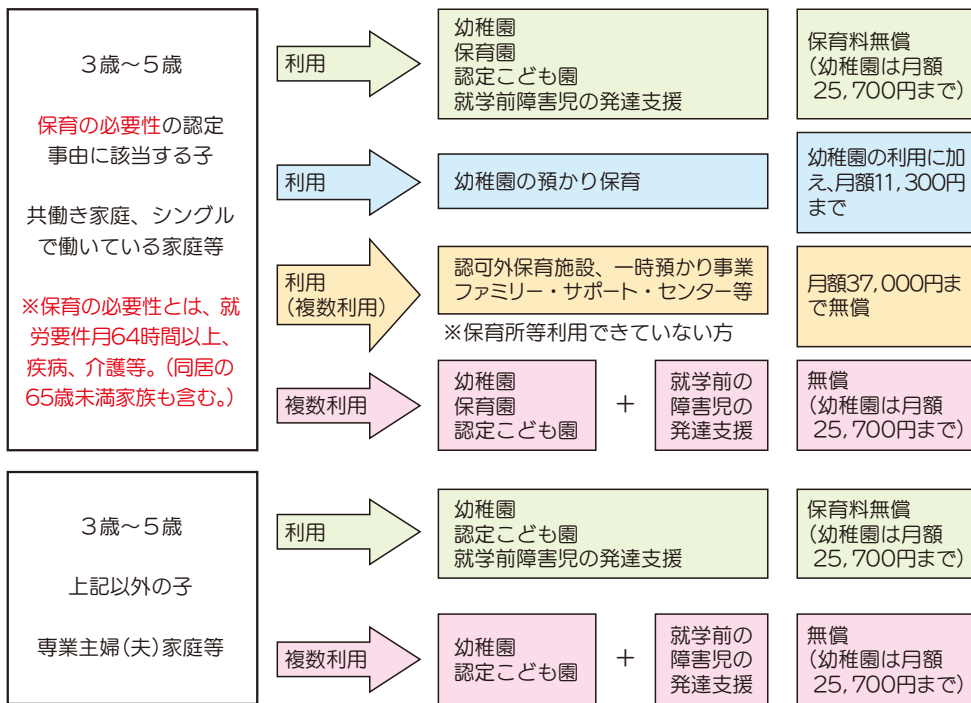 3歳～5歳
保育の必要性の認定
事由に該当する子
共働き家庭、シングル
で働いている家庭等
※保育の必要性とは、就
労要件月64時間以上、
疾病、介護等。(同居の
65歳未満家族も含む。)
利用
幼稚園
保育園
認定こども園
就学前障害児の発達支援
保育料無償
(幼稚園は月額
25,700円まで)
利用
幼稚園の預かり保育
幼稚園の利用に加
え、月額11,300円
まで
利用
(複数利用)
認可外保育施設、一時預かり事業
ファミリー・サポート・センター等
※保育所等利用できていない方
月額37,000円ま
で無償
複数利用
幼稚園
保育園
認定こども園
+
就学前の
障害児の
発達支援
無償
(幼稚園は月額
25,700円まで)
3歳～5歳
上記以外の子
専業主婦(夫)家庭等
利用
幼稚園
認定こども園
就学前障害児の発達支援
保育料無償
(幼稚園は月額
25,700円まで)
複数利用
幼稚園
認定こども園
+
就学前の
障害児の
発達支援
無償
(幼稚園は月額
25,700円まで)